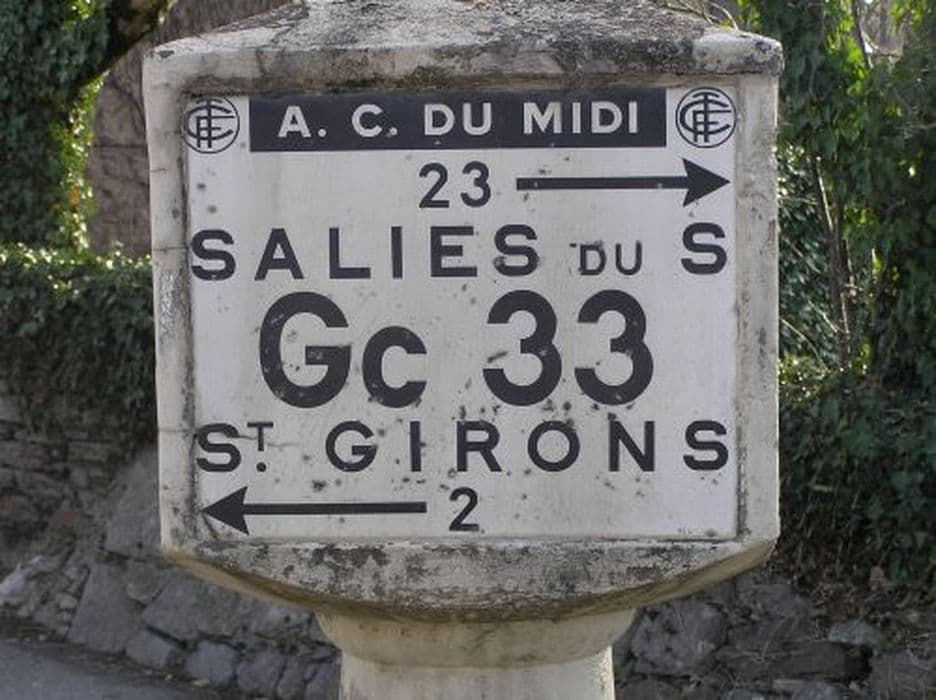 A. C. DU MIDI
23
SALIES DU S
Gc 33
ST. GIRONS
2